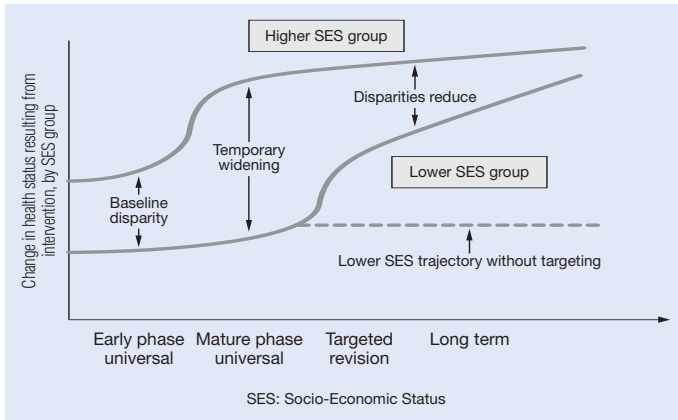 Higher SES group
Change in health status resulting from
intervention, by SES group
Disparities reduce
Temporary
widening
Lower SES group
Baseline
disparity
Lower SES trajectory without targeting
Early phase
universal
Mature phase
universal
Targeted
revision
Long term
SES: Socio-Economic Status